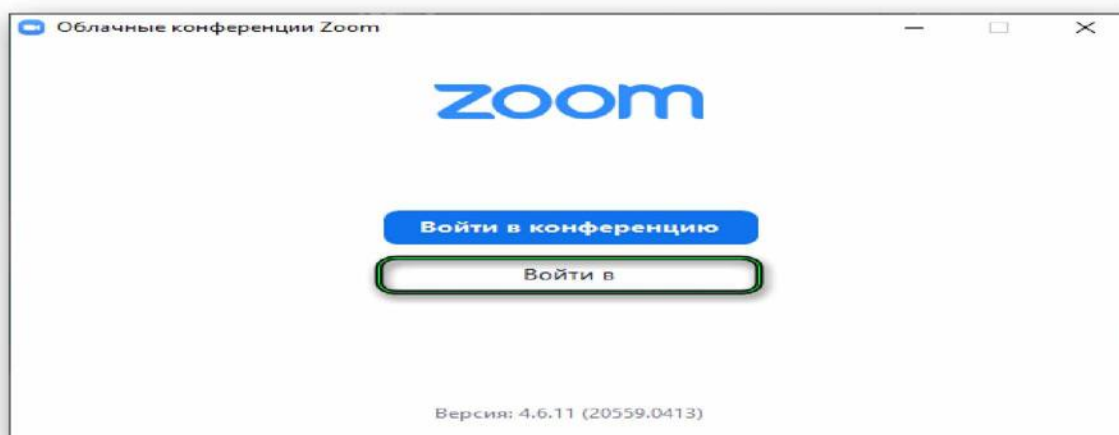 Облачные конференции Zoom
zoom
Войти в конференцию
Войти в
Версия: 4.6.11 (20559.0413)